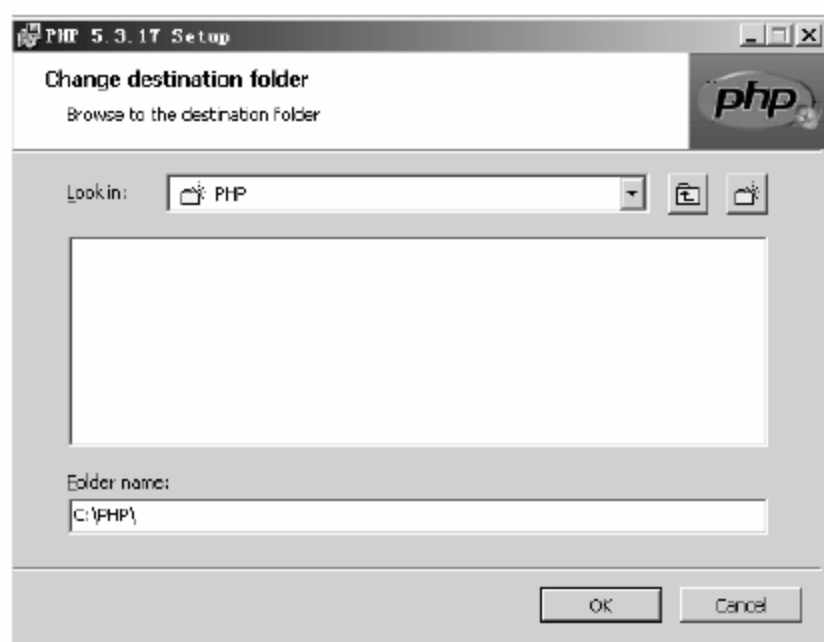 PHP 5.3.17 Setup
Change destination folder
Browse to the destination folder
php
Look in:
PHP
Folder name:
C:\PHP\
OK
Cancel